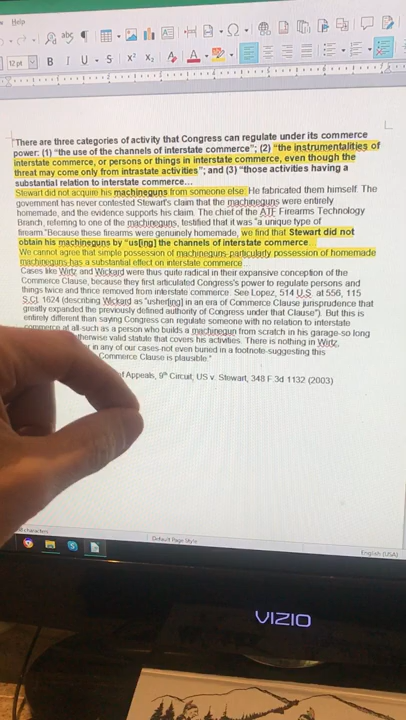 Help
12 pt
B I U S X² X₂
"There are three categories of activity that Congress can regulate under its commerce
power: (1) "the use of the channels of interstate commerce"; (2) "the instrumentalities of
interstate commerce, or persons or things in interstate commerce, even though the
threat may come only from intrastate activities"; and (3) "those activities having a
substantial relation to interstate commerce...
Stewart did not acquire his machineguns from someone else: He fabricated them himself. The
government has never contested Stewart's claim that the machineguns were entirely
homemade, and the evidence supports his claim. The chief of the ATF Firearms Technology
Branch, referring to one of the machineguns, testified that it was "a unique type of
firearm."Because these firearms were genuinely homemade, we find that Stewart did not
obtain his machineguns by "us[ing] the channels of interstate commerce.
We cannot agree that simple possession of machineguns-particularly possession of homemade
machineguns-has a substantial effect on interstate commerce...
Cases like Wirtz and Wickard were thus quite radical in their expansive conception of the
Commerce Clause, because they first articulated Congress's power to regulate persons and
things twice and thrice removed from interstate commerce. See Lopez, 514 U.S. at 556, 115
S.Ct. 1624 (describing Wickard as "usher[ing] in an era of Commerce Clause jurisprudence that
greatly expanded the previously defined authority of Congress under that Clause"). But this is
entirely different than saying Congress can regulate someone with no relation to interstate
commerce at all-such as a person who builds a machinegun from scratch in his garage-so long
otherwise valid statute that covers his activities. There is nothing in Wirtz,
in any of our cases-not even buried in a footnote-suggesting this
Commerce Clause is plausible."
f Appeals, 9th Circuit, US v. Stewart, 348 F.3d 1132 (2003)
characters
Default Page Style
English (USA)
VIZIO